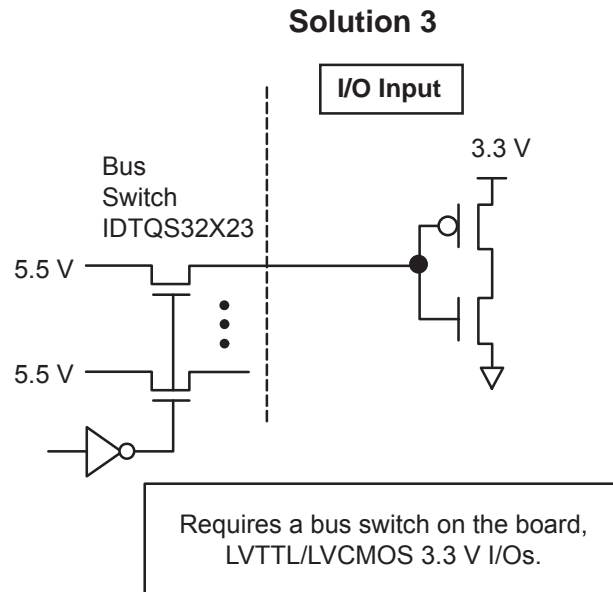 Solution 3
I/O Input
3.3 V
Bus
Switch
IDTQS32X23
5.5 V
5.5 V
Requires a bus switch on the board,
LVTTL/LVCMOS 3.3 V I/Os.